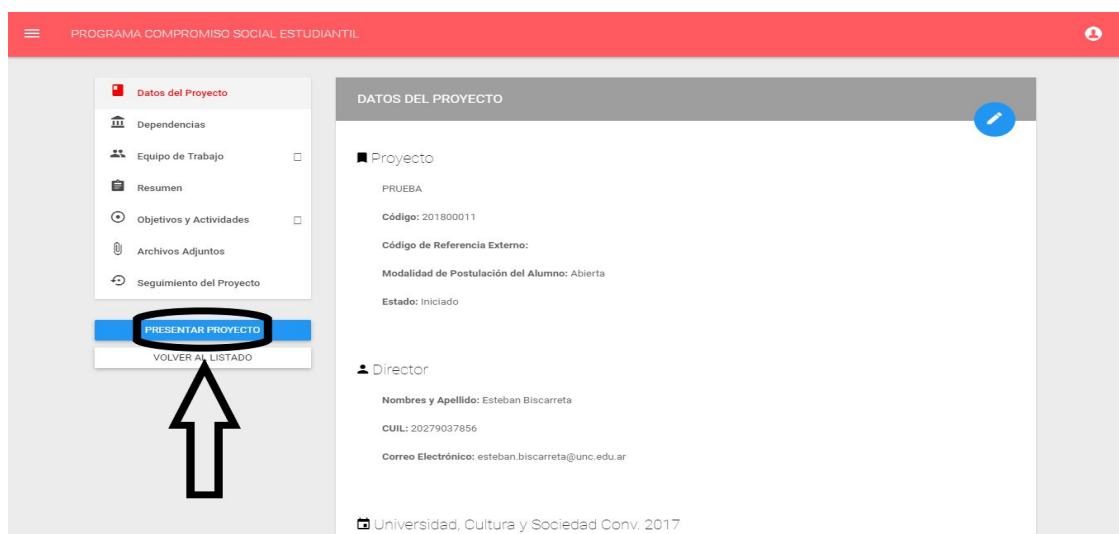 PROGRAMA COMPROMISO SOCIAL ESTUDIANTIL
Datos del Proyecto
Dependencias
Equipo de Trabajo
Resumen
Objetivos y Actividades
Archivos Adjuntos
Seguimiento del Proyecto
PRESENTAR PROYECTO
VOLVER AL LISTADO
DATOS DEL PROYECTO
Proyecto
PRUEBA
Código: 201800011
Código de Referencia Externo:
Modalidad de Postulación del Alumno: Abierta
Estado: Iniciado
Director
Nombres y Apellido: Esteban Biscarreta
CUIL: 20279037856
Correo Electrónico: esteban.biscarreta@unc.edu.ar
Universidad, Cultura y Sociedad Conv. 2017